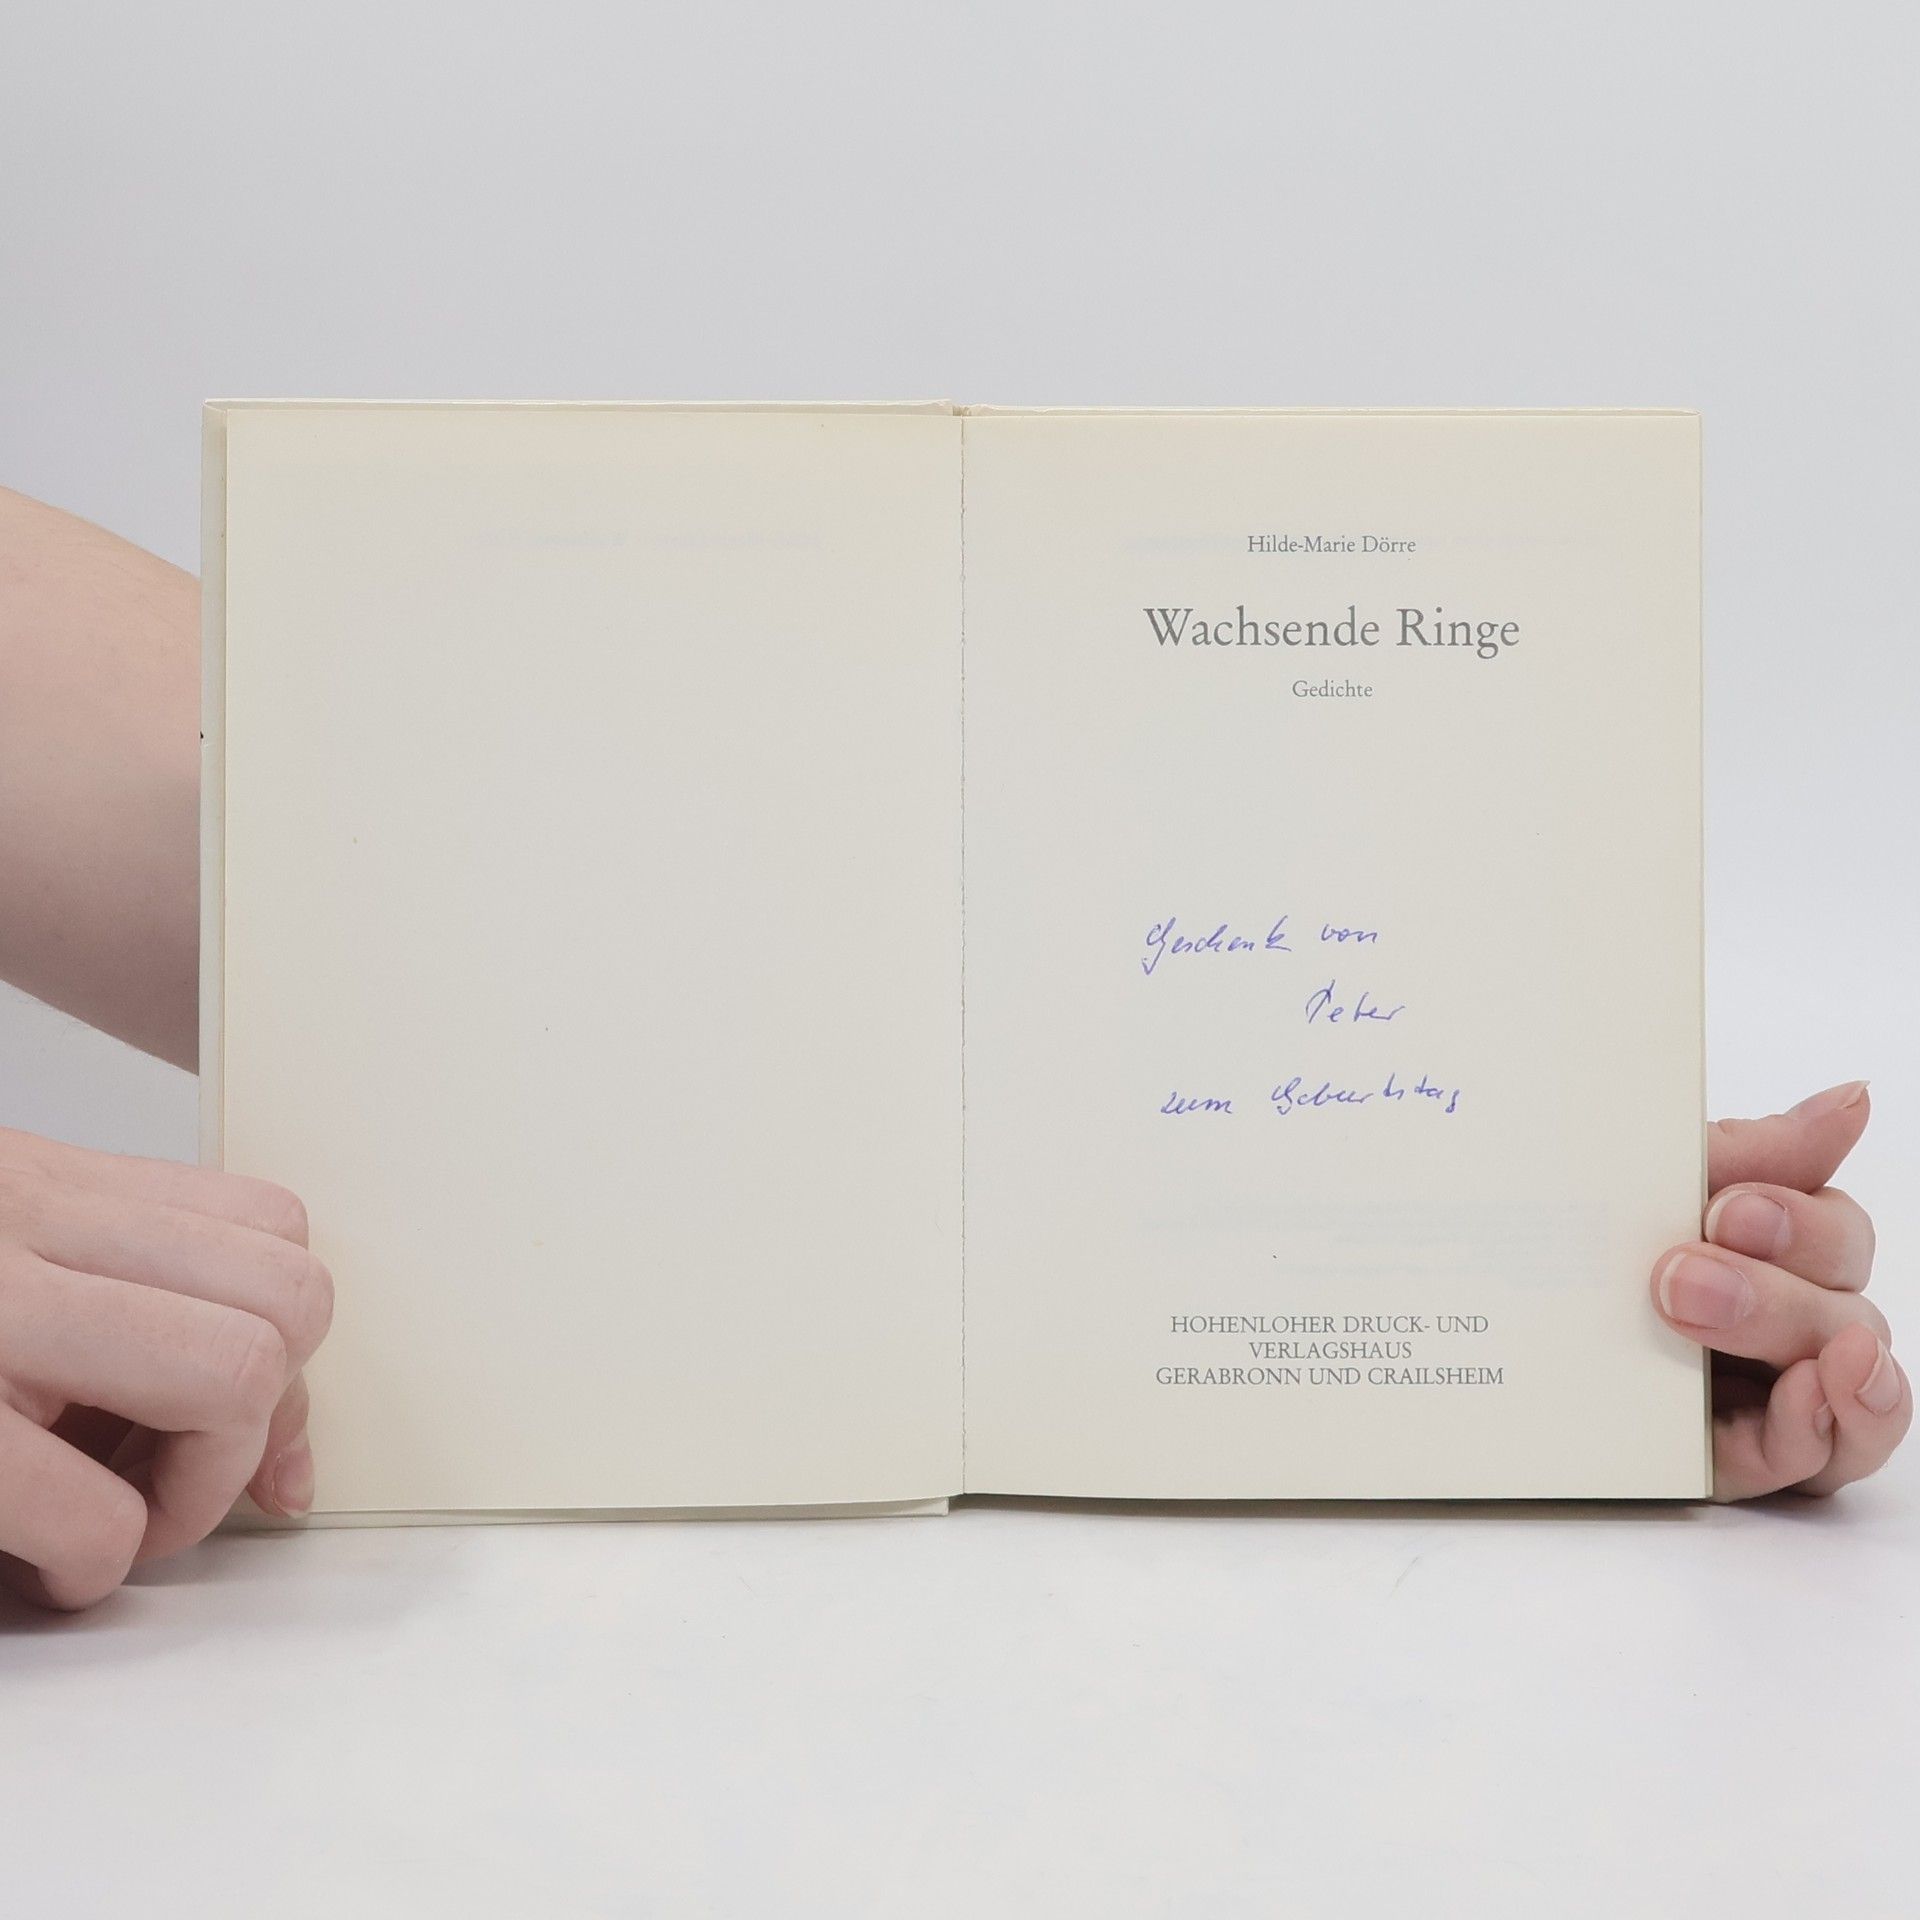 Hilde-Marie Dörre
Wachsende Ringe
Gedichte
Geschenk von
Peter
zum Geburtstag
HOHENLOHER DRUCK- UND
VERLAGSHAUS
GERABRONN UND CRAILSHEIM